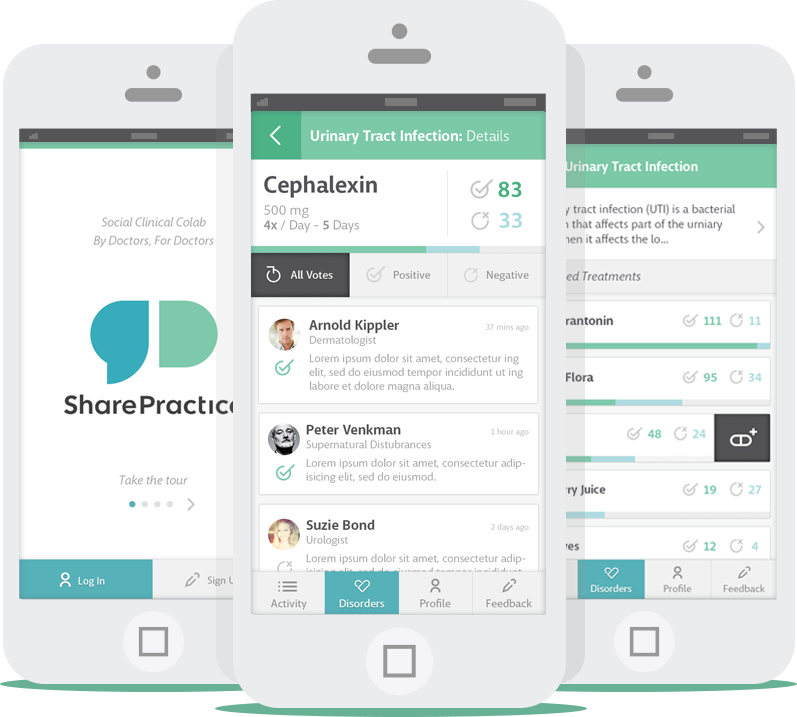 Social Clinical Colab
By Doctors, For Doctors
SharePractic
Take the tour
Log In
Sign U
Urinary Tract Infection: Details
Cephalexin
500 mg
4x / Day - 5 Days
83
33
All Votes
Positive
Negative
Arnold Kippler
37 mins ago
Dermatologist
Lorem ipsum dolor sit amet, consectetur ing
elit, sed do eiusmod tempor incididunt ut ing
labore et dolore magna aliqua.
Peter Venkman
1 hour ago
Supernatural Distubrances
Lorem ipsum dolor sit amet, consectetur adip-
isicing elit, sed do eiusmod.
Suzie Bond
2 days ago
Urologist
Lorem ipsum dolor sit amet, consectetur adip-
Activity
Disorders
Profile
Feedback
Urinary Tract Infection
y tract infection (UTI) is a bacterial
n that affects part of the urniary
hen it affects the lo...
ed Treatments
rantonin 111 11
Flora 95 34
48 24
ry Juice 19 27
ves 12 4
Disorders
Profile
Feedback